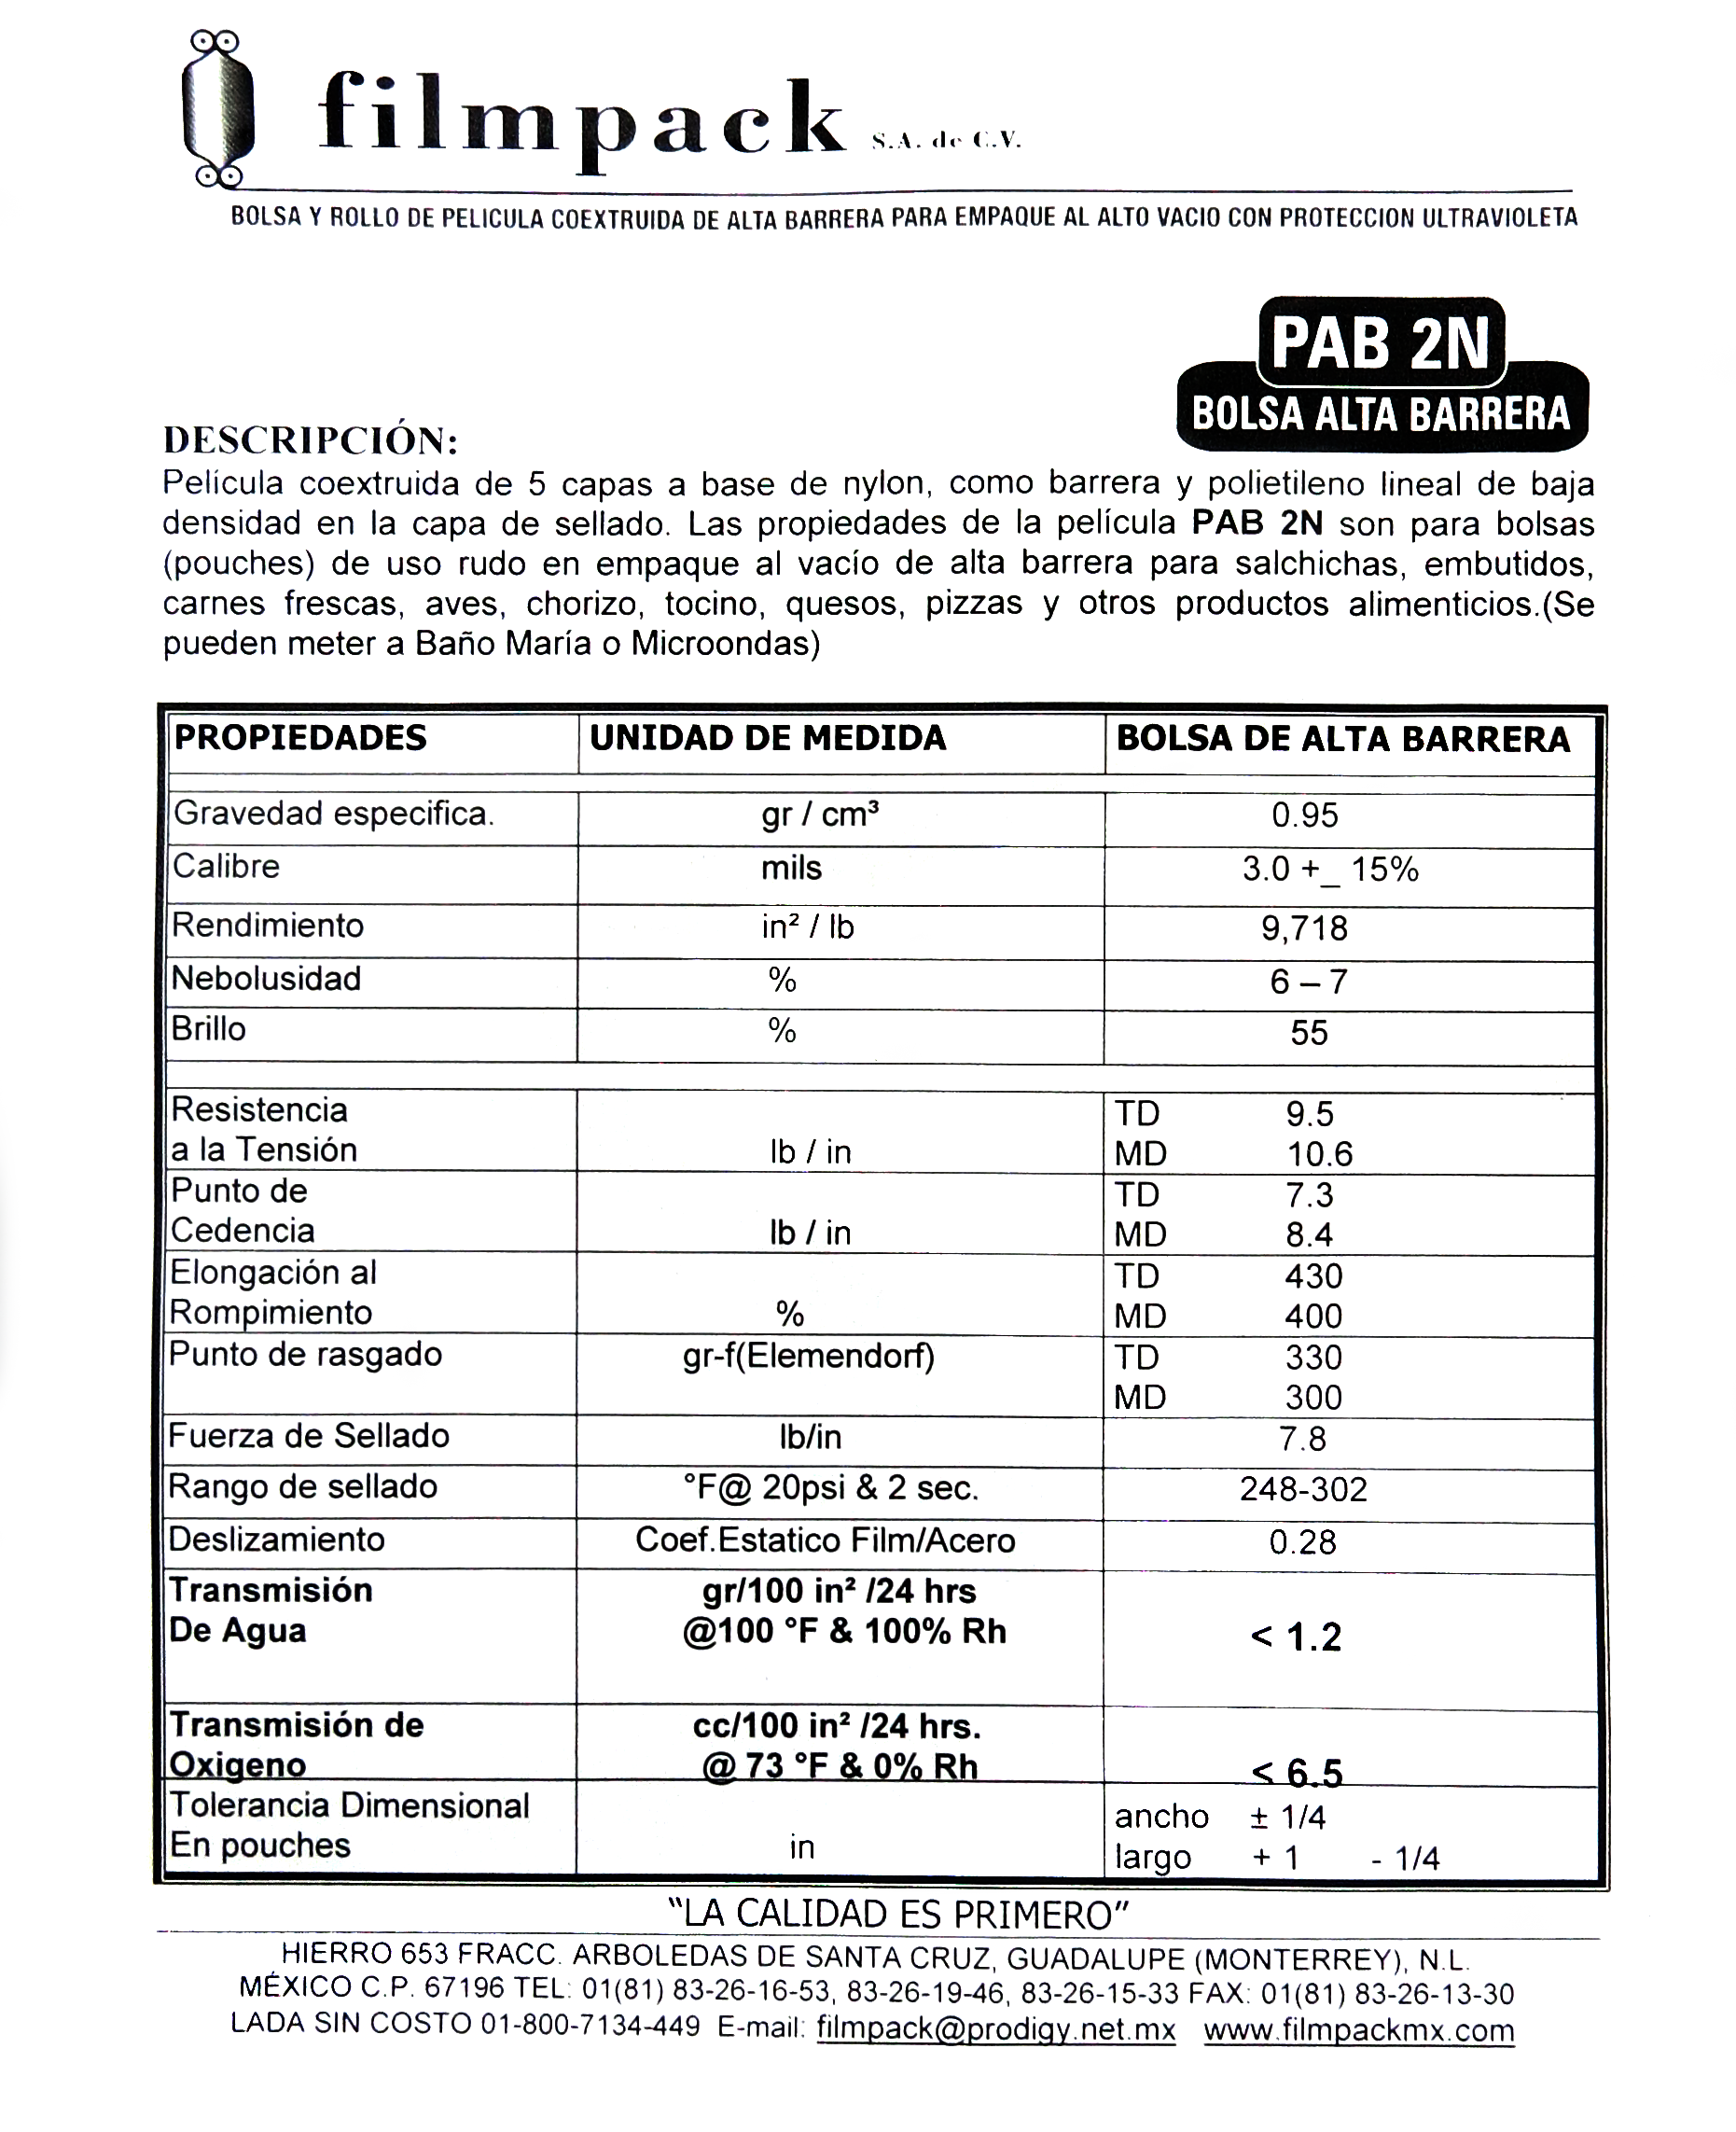 filmpack S.A. de C.V.
BOLSA Y ROLLO DE PELICULA COEXTRUIDA DE ALTA BARRERA PARA EMPAQUE AL ALTO VACIO CON PROTECCION ULTRAVIOLETA
PAB 2N
BOLSA ALTA BARRERA
DESCRIPCIÓN:
Película coextruida de 5 capas a base de nylon, como barrera y polietileno lineal de baja
densidad en la capa de sellado. Las propiedades de la película PAB 2N son para bolsas
(pouches) de uso rudo en empaque al vacío de alta barrera para salchichas, embutidos,
carnes frescas, aves, chorizo, tocino, quesos, pizzas y otros productos alimenticios.(Se
pueden meter a Baño María o Microondas)
PROPIEDADES UNIDAD DE MEDIDA BOLSA DE ALTA BARRERA
Gravedad especifica. gr / cm³ 0.95
Calibre mils 3.0 +_ 15%
Rendimiento in² / lb 9,718
Nebolusidad % 6 – 7
Brillo % 55
Resistencia TD 9.5
a la Tensión lb / in MD 10.6
Punto de TD 7.3
Cedencia lb / in MD 8.4
Elongación al TD 430
Rompimiento % MD 400
Punto de rasgado gr-f(Elemendorf) TD 330
MD 300
Fuerza de Sellado lb/in 7.8
Rango de sellado °F@ 20psi & 2 sec. 248-302
Deslizamiento Coef.Estatico Film/Acero 0.28
Transmisión gr/100 in² /24 hrs
De Agua @100 °F & 100% Rh < 1.2
Transmisión de cc/100 in² /24 hrs.
Oxigeno @ 73 °F & 0% Rh < 6.5
Tolerancia Dimensional ancho ± 1/4
En pouches in largo + 1 - 1/4
"LA CALIDAD ES PRIMERO"
HIERRO 653 FRACC. ARBOLEDAS DE SANTA CRUZ, GUADALUPE (MONTERREY), N.L.
MÉXICO C.P. 67196 TEL: 01(81) 83-26-16-53, 83-26-19-46, 83-26-15-33 FAX: 01(81) 83-26-13-30
LADA SIN COSTO 01-800-7134-449 E-mail: filmpack@prodigy.net.mx www.filmpackmx.com